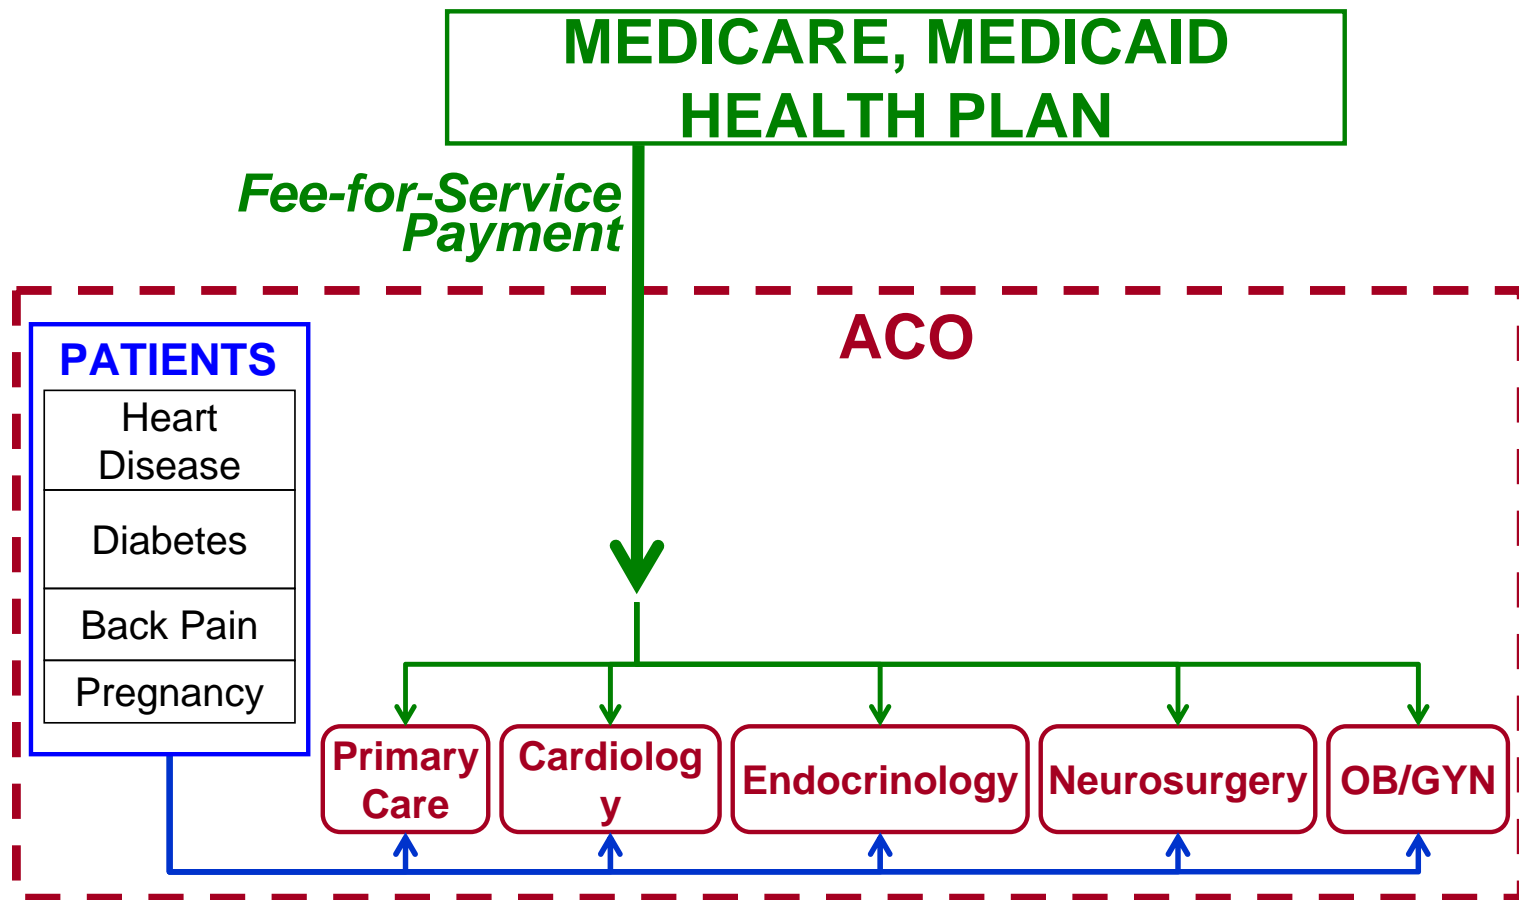 MEDICARE, MEDICAID
HEALTH PLAN
Fee-for-Service
Payment
ACO
PATIENTS
Heart
Disease
Diabetes
Back Pain
Pregnancy
Primary
Care
Cardiolog
y
Endocrinology
Neurosurgery
OB/GYN